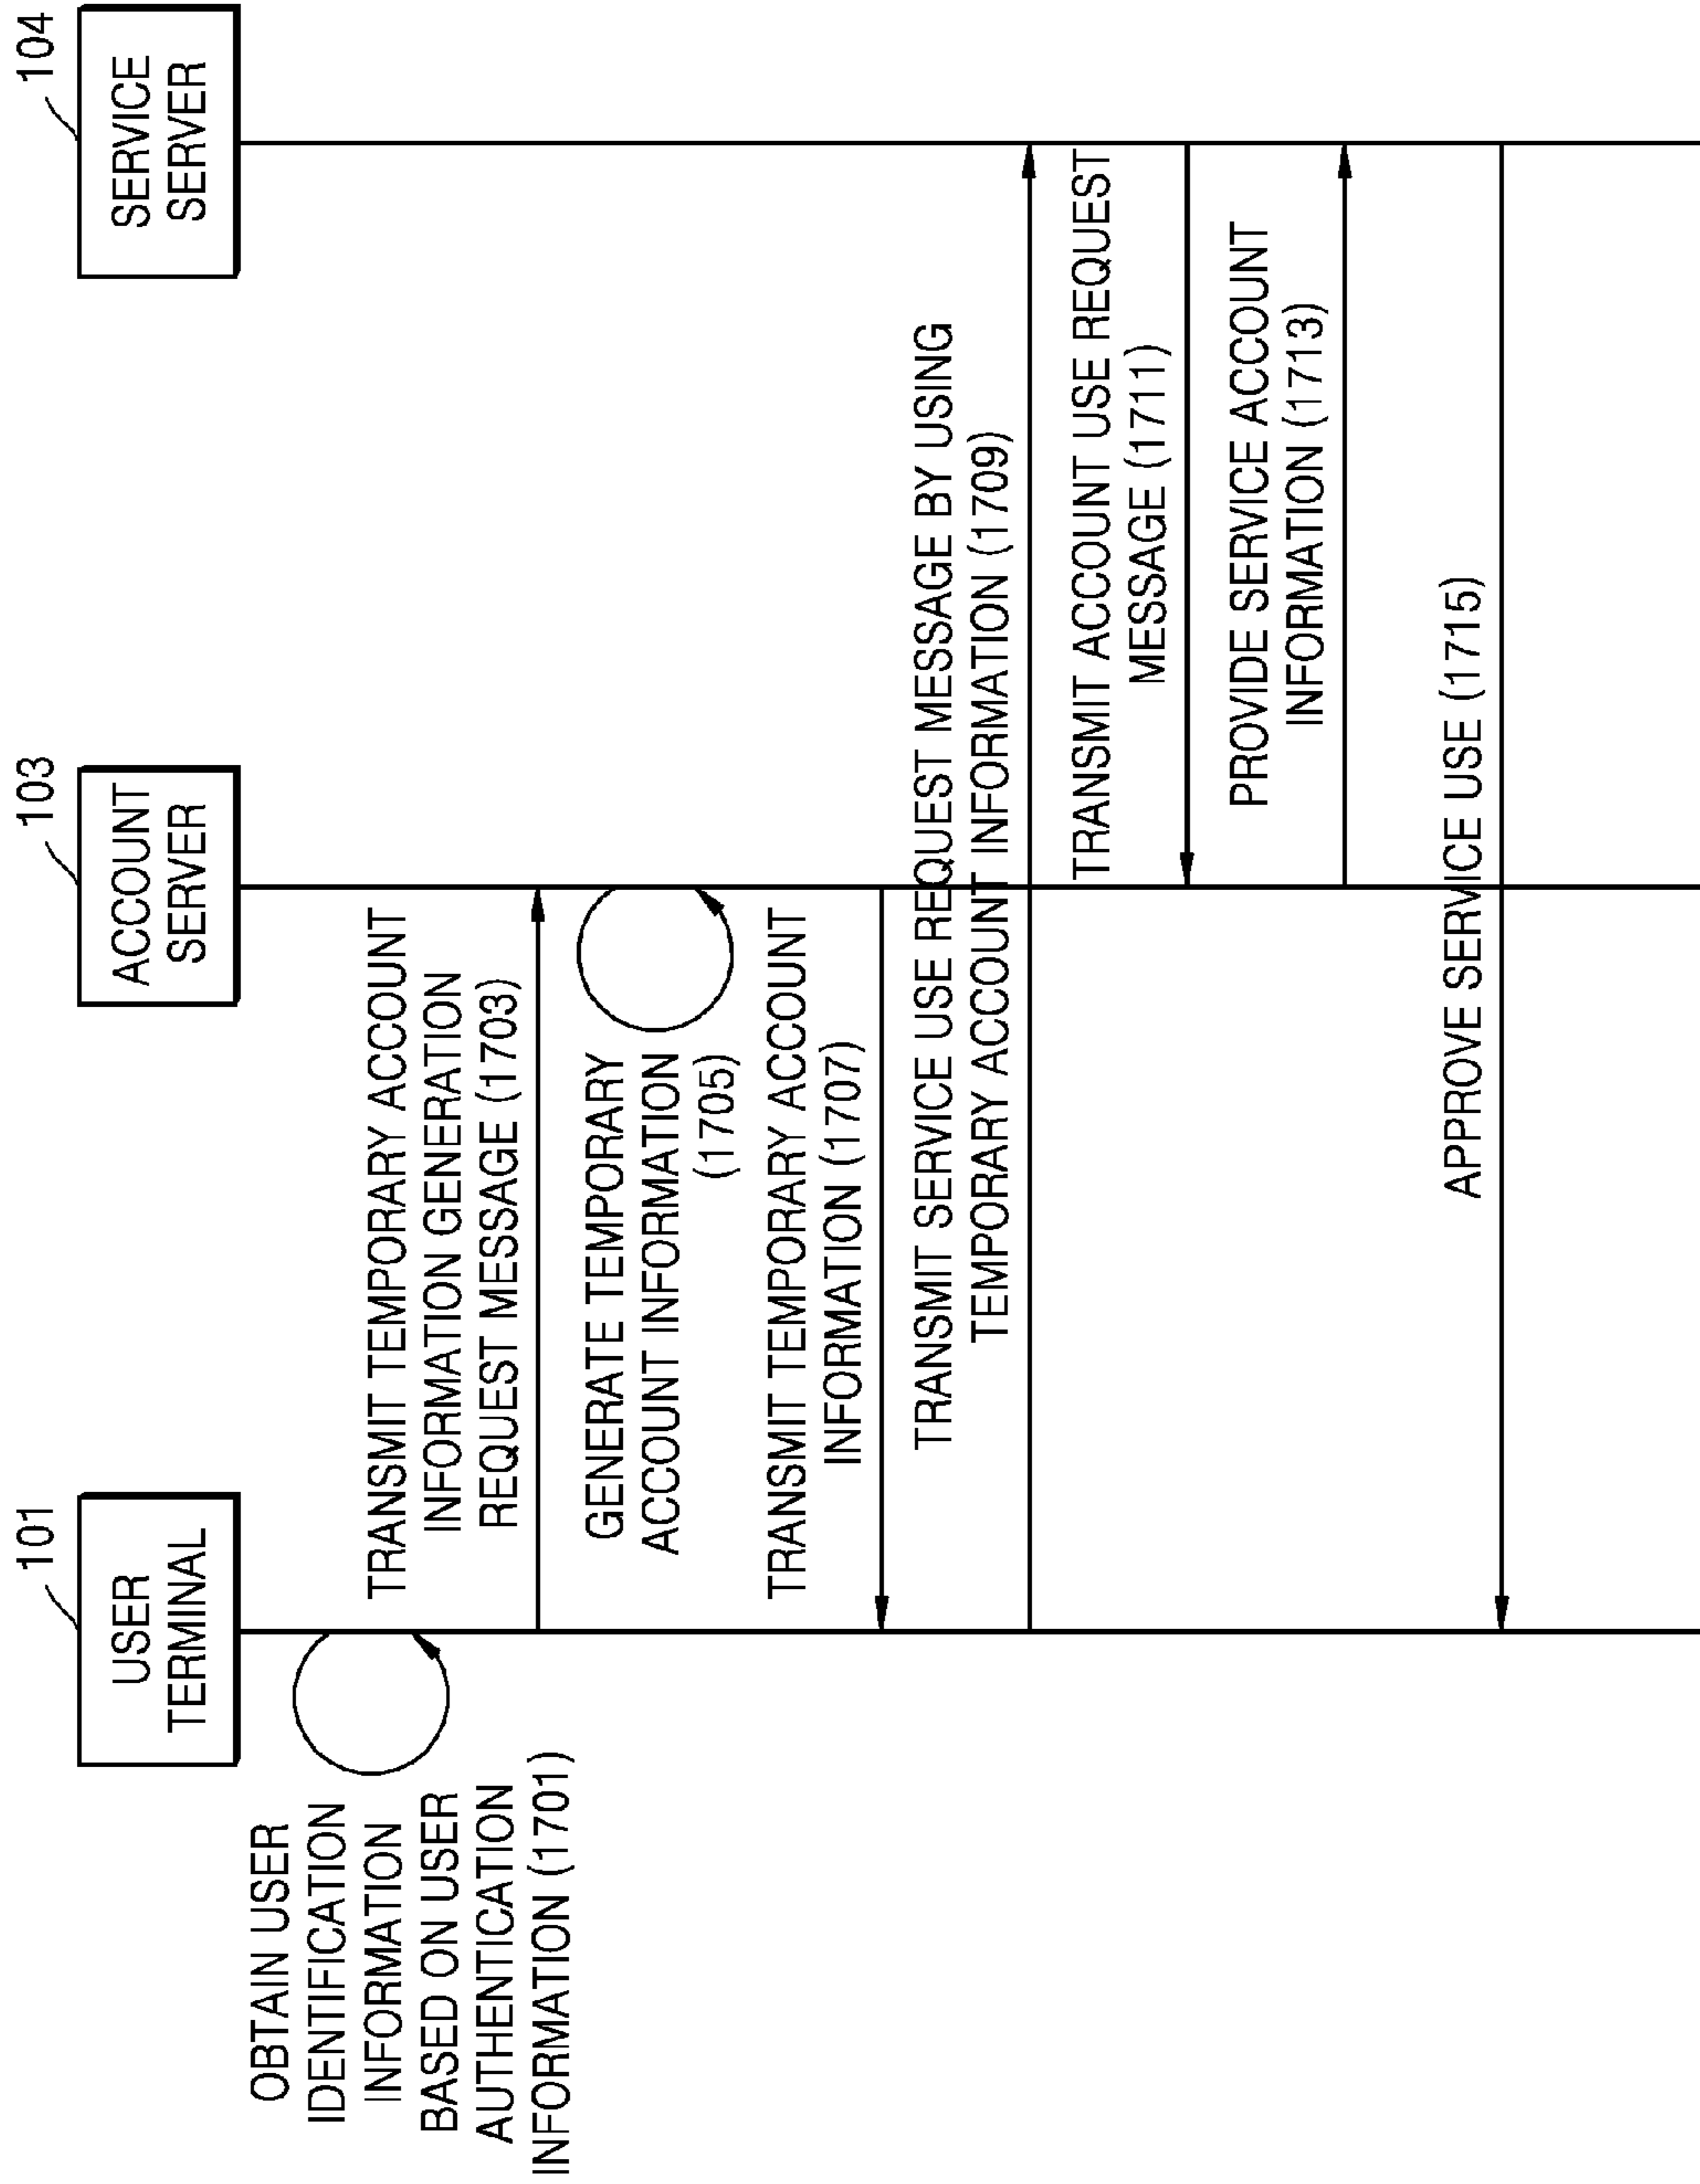 101
USER
TERMINAL
103
ACCOUNT
SERVER
104
SERVICE
SERVER
OBTAIN USER
IDENTIFICATION
INFORMATION
BASED ON USER
AUTHENTICATION
INFORMATION (1701)
TRANSMIT TEMPORARY ACCOUNT
INFORMATION GENERATION
REQUEST MESSAGE (1703)
GENERATE TEMPORARY
ACCOUNT INFORMATION
(1705)
TRANSMIT TEMPORARY ACCOUNT
INFORMATION (1707)
TRANSMIT SERVICE USE REQUEST MESSAGE BY USING
TEMPORARY ACCOUNT INFORMATION (1709)
TRANSMIT ACCOUNT USE REQUEST
MESSAGE (1711)
PROVIDE SERVICE ACCOUNT
INFORMATION (1713)
APPROVE SERVICE USE (1715)